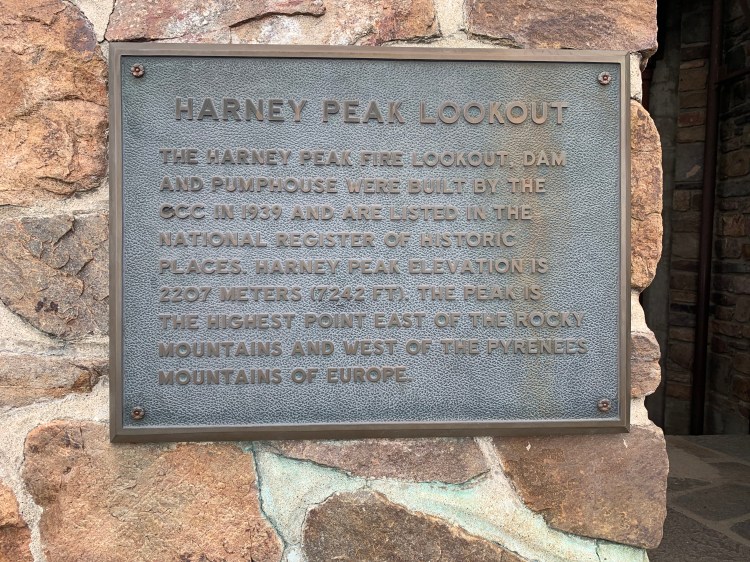 HARNEY PEAK LOOKOUT
THE HARNEY PEAK FIRE LOOKOUT, DAM
AND PUMPHOUSE WERE BUILT BY THE
CCC IN 1939 AND ARE LISTED IN THE
NATIONAL REGISTER OF HISTORIC
PLACES. HARNEY PEAK ELEVATION IS
2207 METERS (7242 FT). THE PEAK IS
THE HIGHEST POINT EAST OF THE ROCKY
MOUNTAINS AND WEST OF THE PYRENEES
MOUNTAINS OF EUROPE.